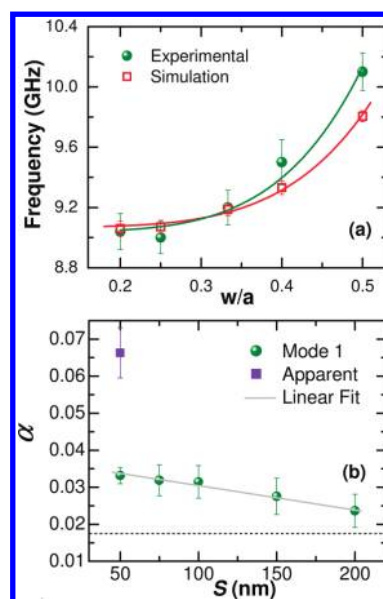 10.4
10.0
9.6
9.2
8.8
Frequency (GHz)
Experimental
Simulation
(a)
0.2 0.3 0.4 0.5
w/a
0.07
0.06
0.05
0.04
0.03
0.02
0.01
α
Mode 1
Apparent
Linear Fit
(b)
50 100 150 200
S (nm)